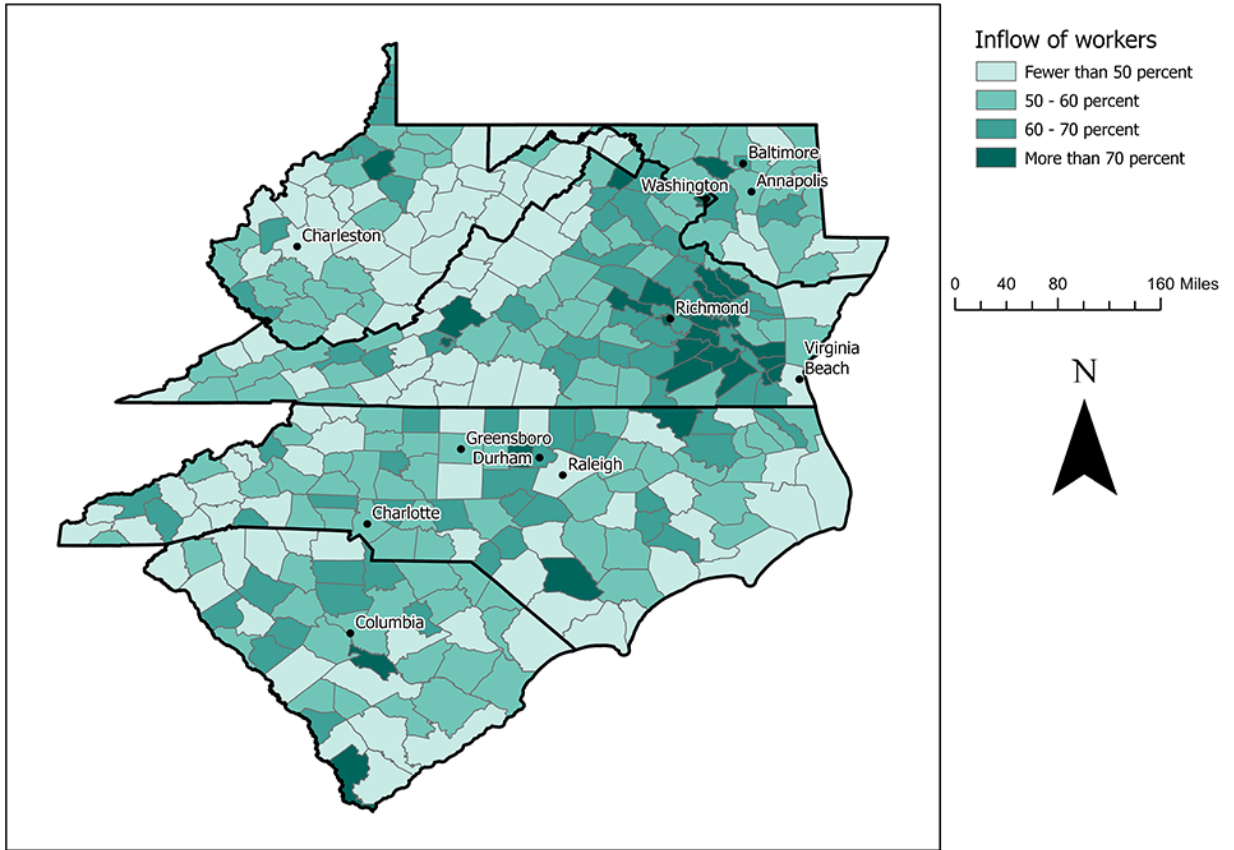 Inflow of workers
Fewer than 50 percent
50 - 60 percent
60 - 70 percent
More than 70 percent
Baltimore
Washington
Annapolis
Charleston
0 40 80 160 Miles
Richmond
Virginia
Beach
N
Greensboro
Durham
Raleigh
Charlotte
Columbia